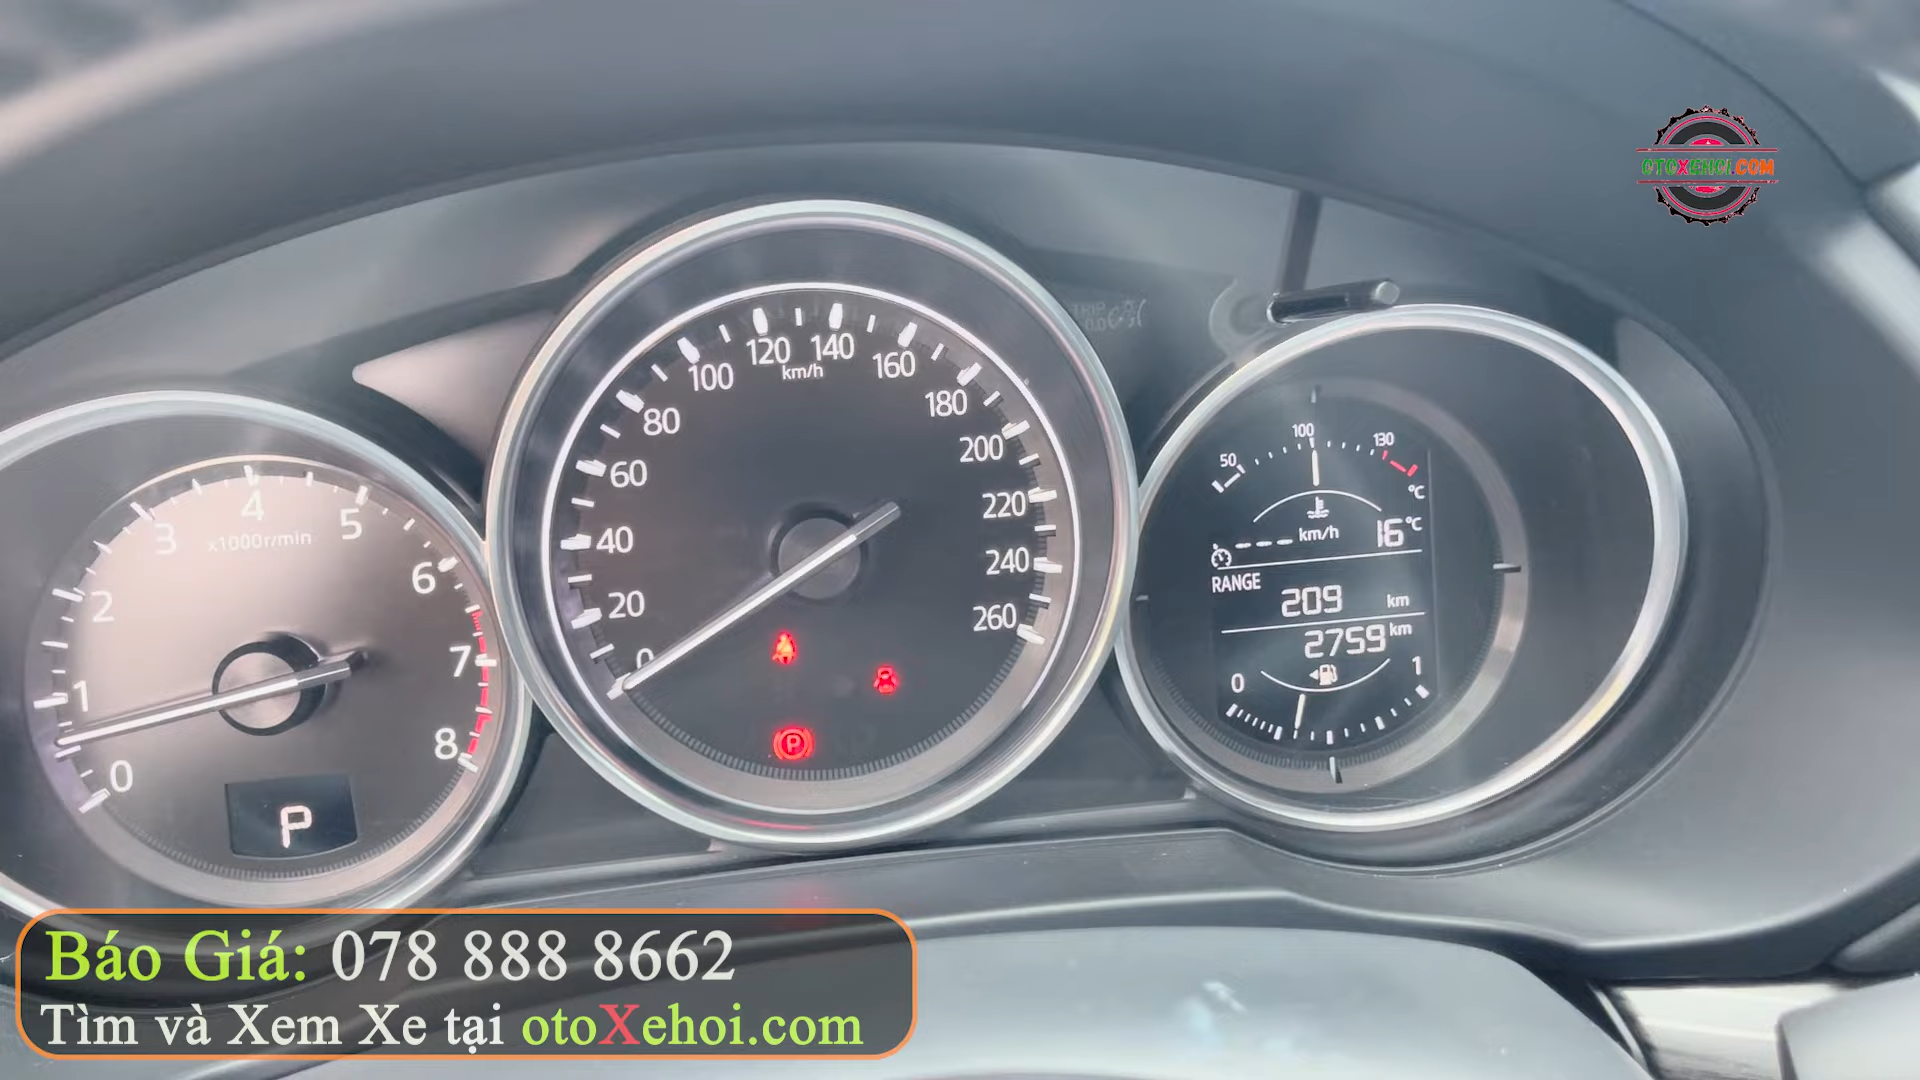 OTOXEHOI.COM
0
1
2
3
4
5
6
7
8
x1000r/min
P
0
20
40
60
80
100
120
140
160
180
200
220
240
260
km/h
P
50
100
130
°C
--- km/h
16°C
RANGE
209 km
2759 km
0
1
Báo Giá: 078 888 8662
Tìm và Xem Xe tại otoXehoi.com